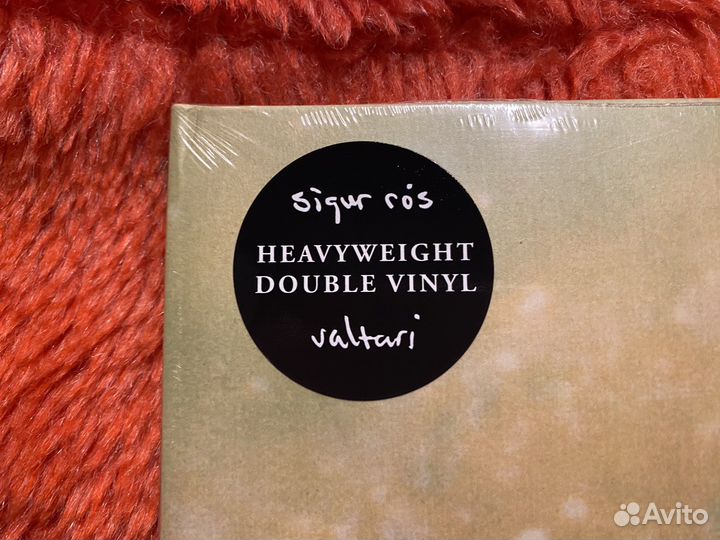 sigur rós
HEAVYWEIGHT
DOUBLE VINYL
valtari
Avito